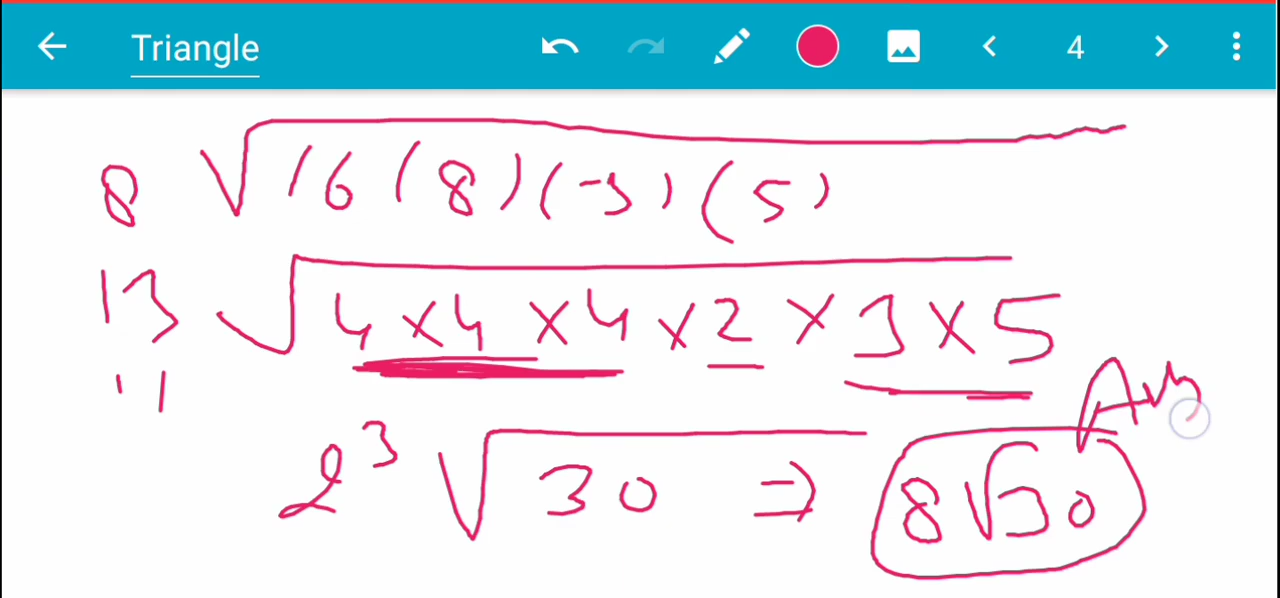 Triangle 4
8 √16(8)(3)(5)
13 √4×4×4×2×3×5
11
2³√30 ⇒ 8√30 Ans